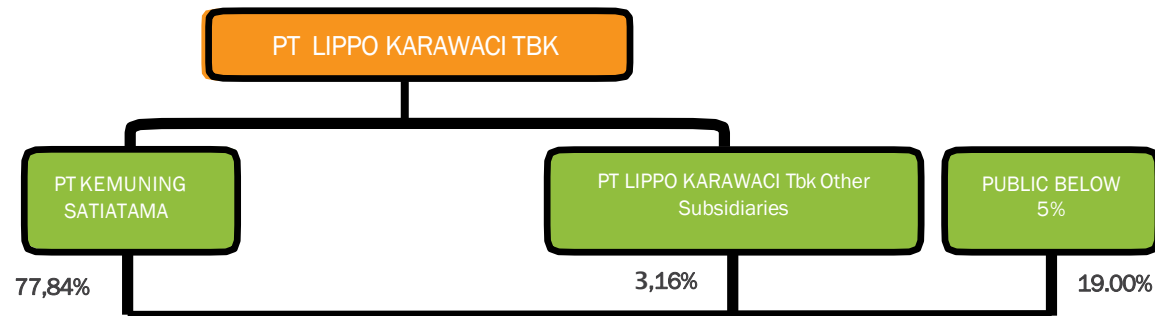 PT LIPPO KARAWACI TBK
PT KEMUNING
SATIATAMA
PT LIPPO KARAWACI Tbk Other
Subsidiaries
PUBLIC BELOW
5%
77,84%
3,16%
19.00%